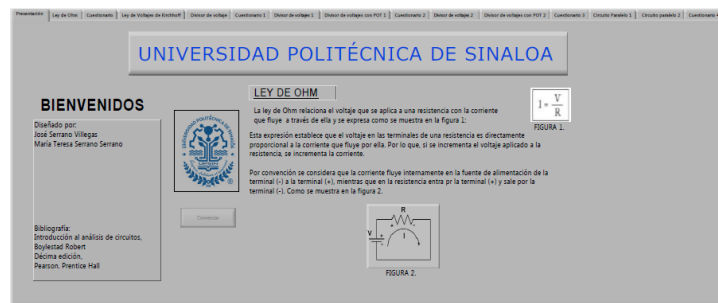 Presentación
Ley de Ohm
Cuestionario
Ley de Voltajes de Kirchhoff
Divisor de voltaje
Cuestionario 1
Divisor de voltajes 1
Divisor de voltajes con POT 1
Cuestionario 2
Divisor de voltajes 2
Divisor de voltajes con POT 2
Cuestionario 3
Circuito Paralelo 1
Circuito paralelo 2
Cuestionario 4
UNIVERSIDAD POLITÉCNICA DE SINALOA
BIENVENIDOS
Diseñado por:
José Serrano Villegas
María Teresa Serrano Serrano
Bibliografía:
Introducción al análisis de circuitos,
Boylestad Robert
Décima edición,
Pearson. Prentice Hall
Comenzar
LEY DE OHM
La ley de Ohm relaciona el voltaje que se aplica a una resistencia con la corriente
que fluye a través de ella y se expresa como se muestra en la figura 1:
I = V
R
FIGURA 1.
Esta expresión establece que el voltaje en las terminales de una resistencia es directamente
proporcional a la corriente que fluye por ella. Por lo que, si se incrementa el voltaje aplicado a la
resistencia, se incrementa la corriente.
Por convención se considera que la corriente fluye internamente en la fuente de alimentación de la
terminal (-) a la terminal (+), mientras que en la resistencia entra pr la terminal (+) y sale por la
terminal (-). Como se muestra en la figura 2.
R
+ -
V + I
-
FIGURA 2.